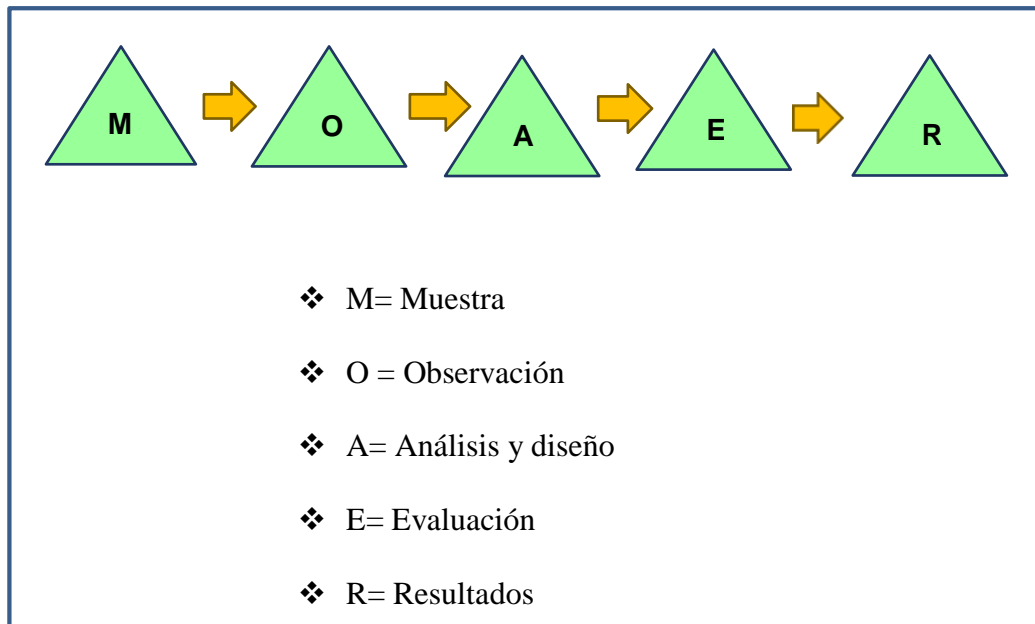 M O A E R
❖ M= Muestra
❖ O = Observación
❖ A= Análisis y diseño
❖ E= Evaluación
❖ R= Resultados